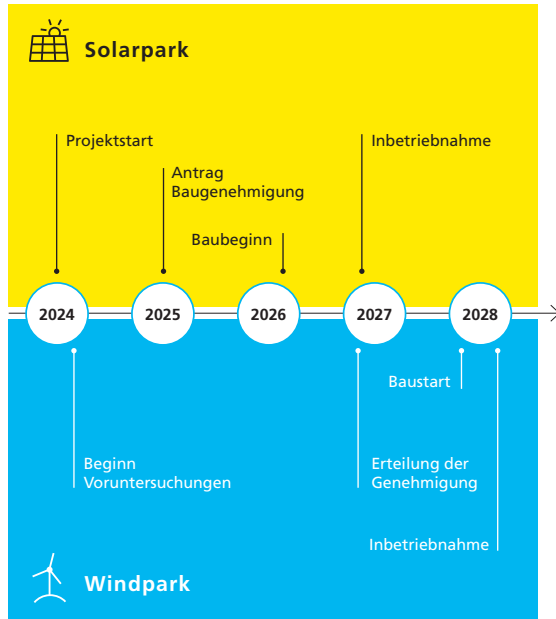 Solarpark
Projektstart
Inbetriebnahme
Antrag
Baugenehmigung
Baubeginn
2024
2025
2026
2027
2028
Baustart
Beginn
Voruntersuchungen
Erteilung der
Genehmigung
Inbetriebnahme
Windpark